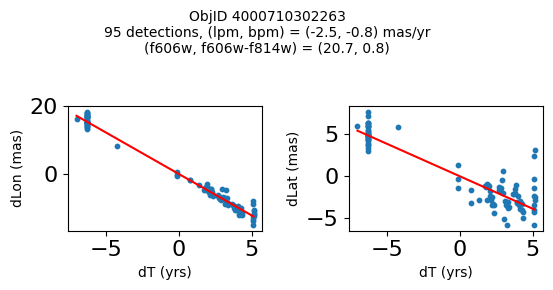 ObjID 4000710302263
95 detections, (lpm, bpm) = (-2.5, -0.8) mas/yr
(f606w, f606w-f814w) = (20.7, 0.8)
dLon (mas)
20
0
−5
0
5
dT (yrs)
dLat (mas)
5
0
−5
−5
0
5
dT (yrs)